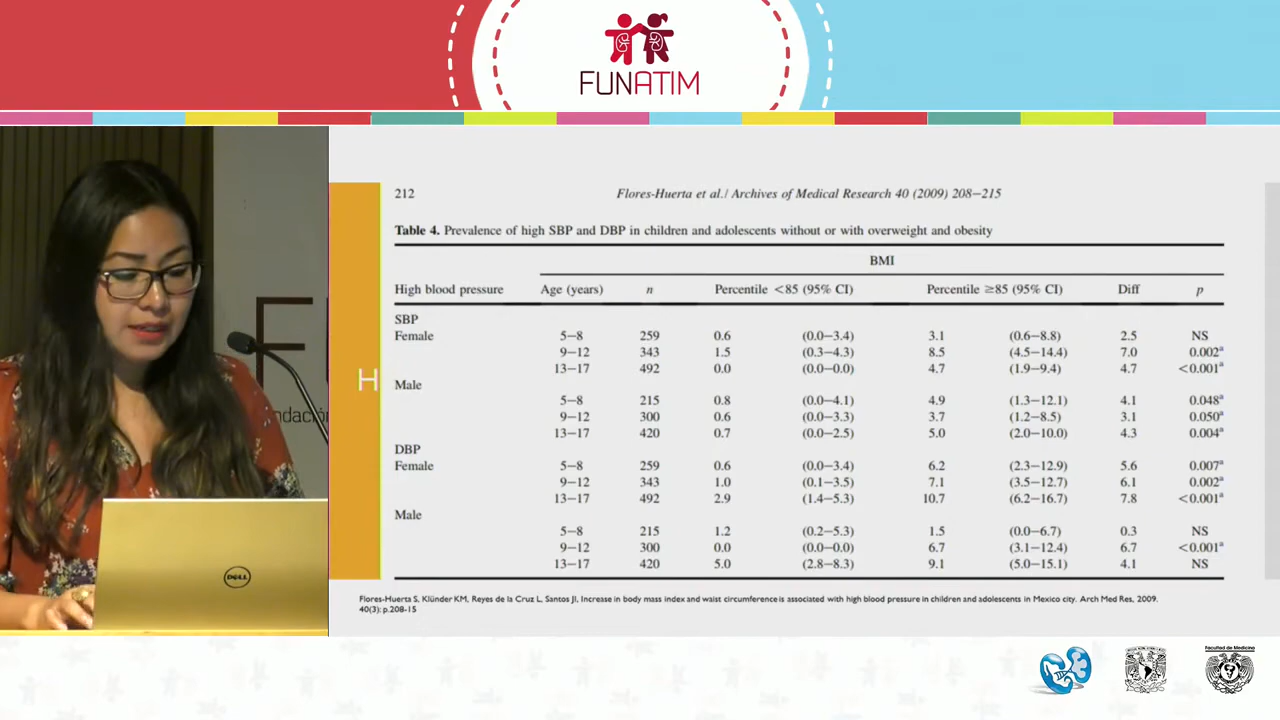 FUNATIM
212 Flores-Huerta et al./ Archives of Medical Research 40 (2009) 208–215
Table 4. Prevalence of high SBP and DBP in children and adolescents without or with overweight and obesity
BMI
High blood pressure Age (years) n Percentile <85 (95% CI) Percentile ≥85 (95% CI) Diff p
SBP
Female 5–8 259 0.6 (0.0–3.4) 3.1 (0.6–8.8) 2.5 NS
9–12 343 1.5 (0.3–4.3) 8.5 (4.5–14.4) 7.0 0.002a
13–17 492 0.0 (0.0–0.0) 4.7 (1.9–9.4) 4.7 <0.001a
Male
5–8 215 0.8 (0.0–4.1) 4.9 (1.3–12.1) 4.1 0.048a
9–12 300 0.6 (0.0–3.3) 3.7 (1.2–8.5) 3.1 0.050a
13–17 420 0.7 (0.0–2.5) 5.0 (2.0–10.0) 4.3 0.004a
DBP
Female 5–8 259 0.6 (0.0–3.4) 6.2 (2.3–12.9) 5.6 0.007a
9–12 343 1.0 (0.1–3.5) 7.1 (3.5–12.7) 6.1 0.002a
13–17 492 2.9 (1.4–5.3) 10.7 (6.2–16.7) 7.8 <0.001a
Male
5–8 215 1.2 (0.2–5.3) 1.5 (0.0–6.7) 0.3 NS
9–12 300 0.0 (0.0–0.0) 6.7 (3.1–12.4) 6.7 <0.001a
13–17 420 5.0 (2.8–8.3) 9.1 (5.0–15.1) 4.1 NS
Flores-Huerta S, Klünder KM, Reyes de la Cruz L, Santos JI, Increase in body mass index and waist circumference is associated with high blood pressure in children and adolescents in Mexico city. Arch Med Res, 2009.
40(3): p.208-15
H
F
ndación
DELL
Facultad de Medicina